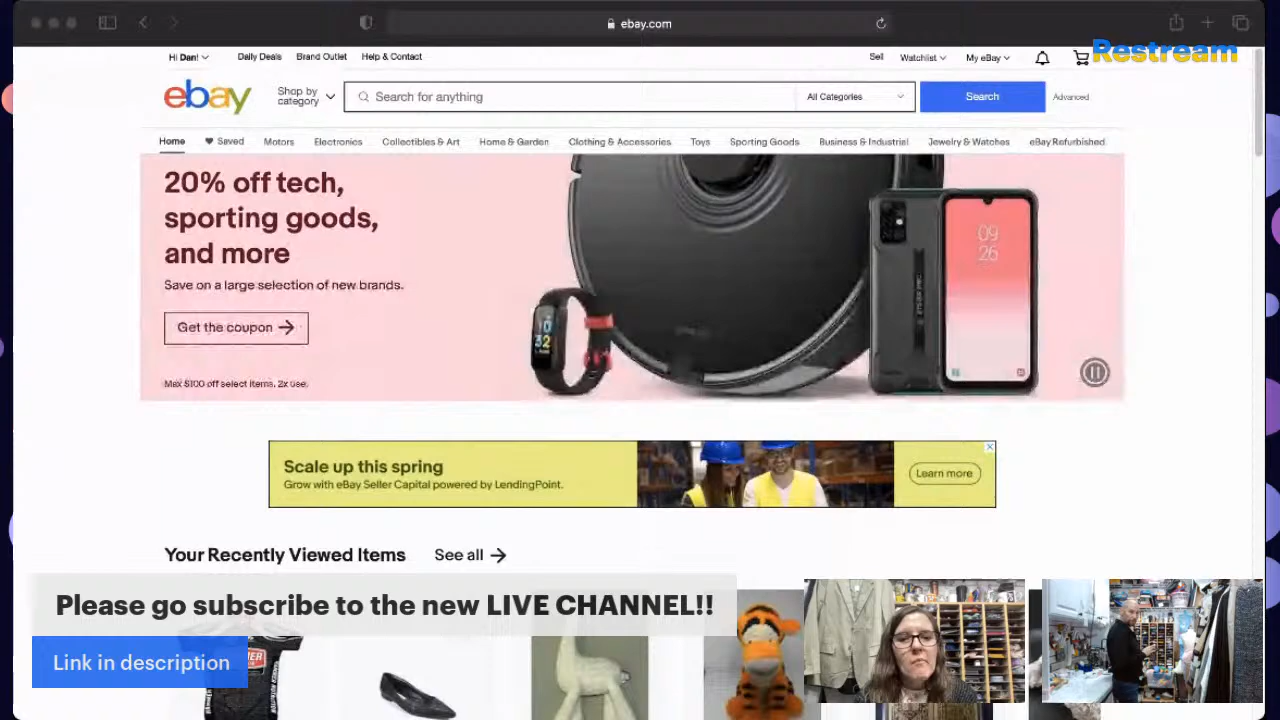 ebay.com
Restream
Hi Dan!
Daily Deals
Brand Outlet
Help & Contact
Sell
Watchlist
My eBay
ebay
Shop by
category
Search for anything
All Categories
Search
Advanced
Home
Saved
Motors
Electronics
Collectibles & Art
Home & Garden
Clothing & Accessories
Toys
Sporting Goods
Business & Industrial
Jewelry & Watches
eBay Refurbished
20% off tech,
sporting goods,
and more
Save on a large selection of new brands.
Get the coupon
Max $100 off select items. 2x use.
09
26
32
Scale up this spring
Grow with eBay Seller Capital powered by LendingPoint.
Learn more
Your Recently Viewed Items
See all
Please go subscribe to the new LIVE CHANNEL!!
Link in description